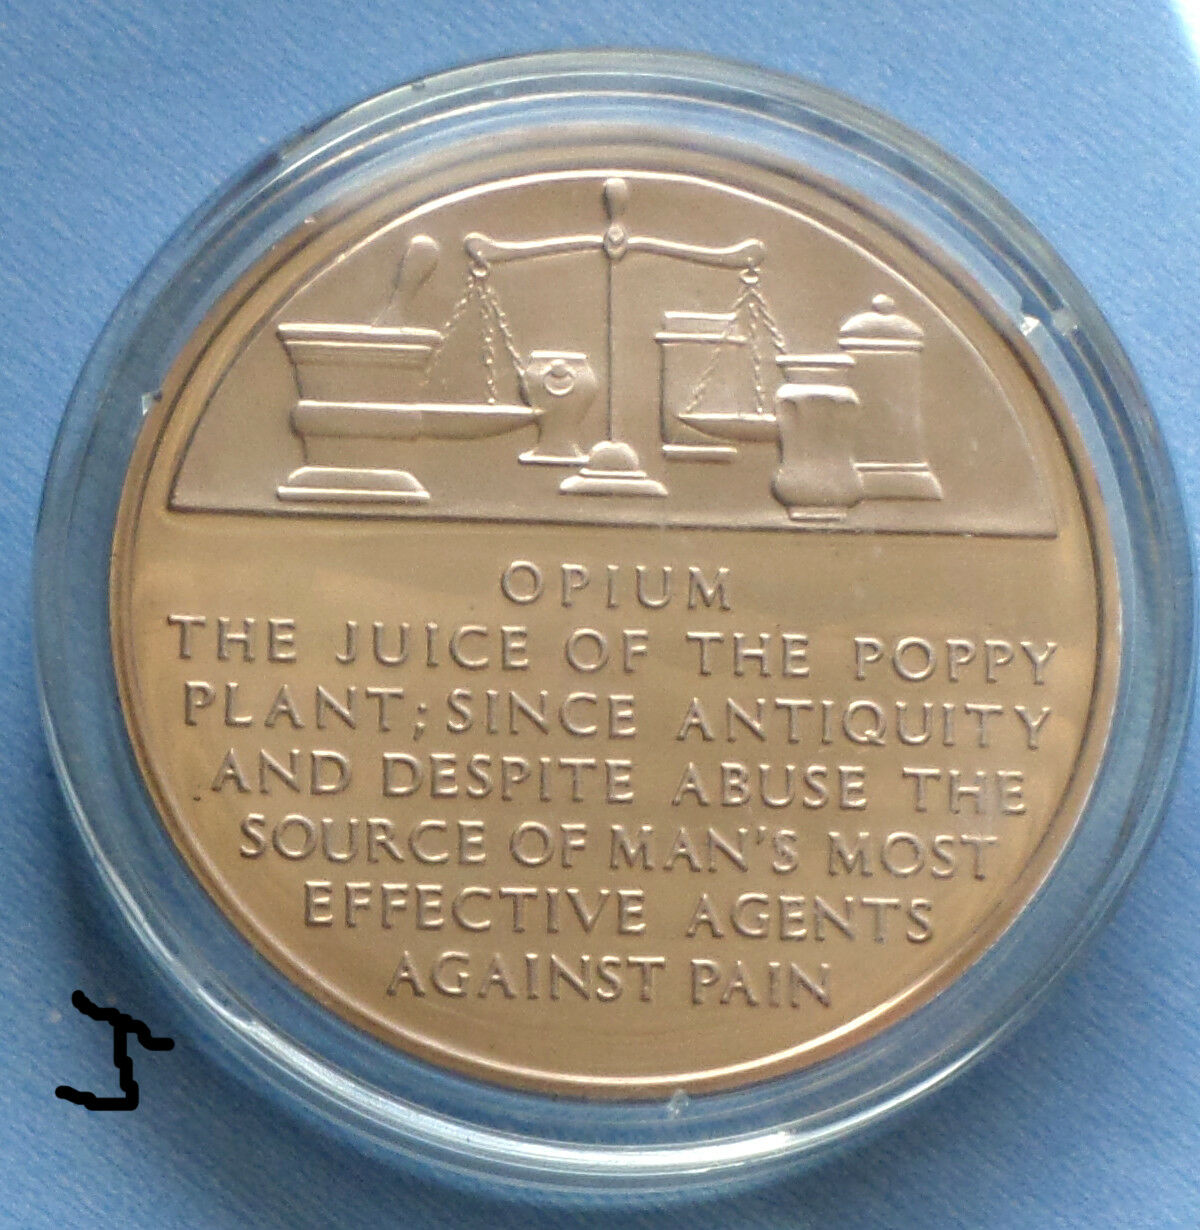 OPIUM
THE JUICE OF THE POPPY
PLANT; SINCE ANTIQUITY
AND DESPITE ABUSE THE
SOURCE OF MAN'S MOST
EFFECTIVE AGENTS
AGAINST PAIN
J